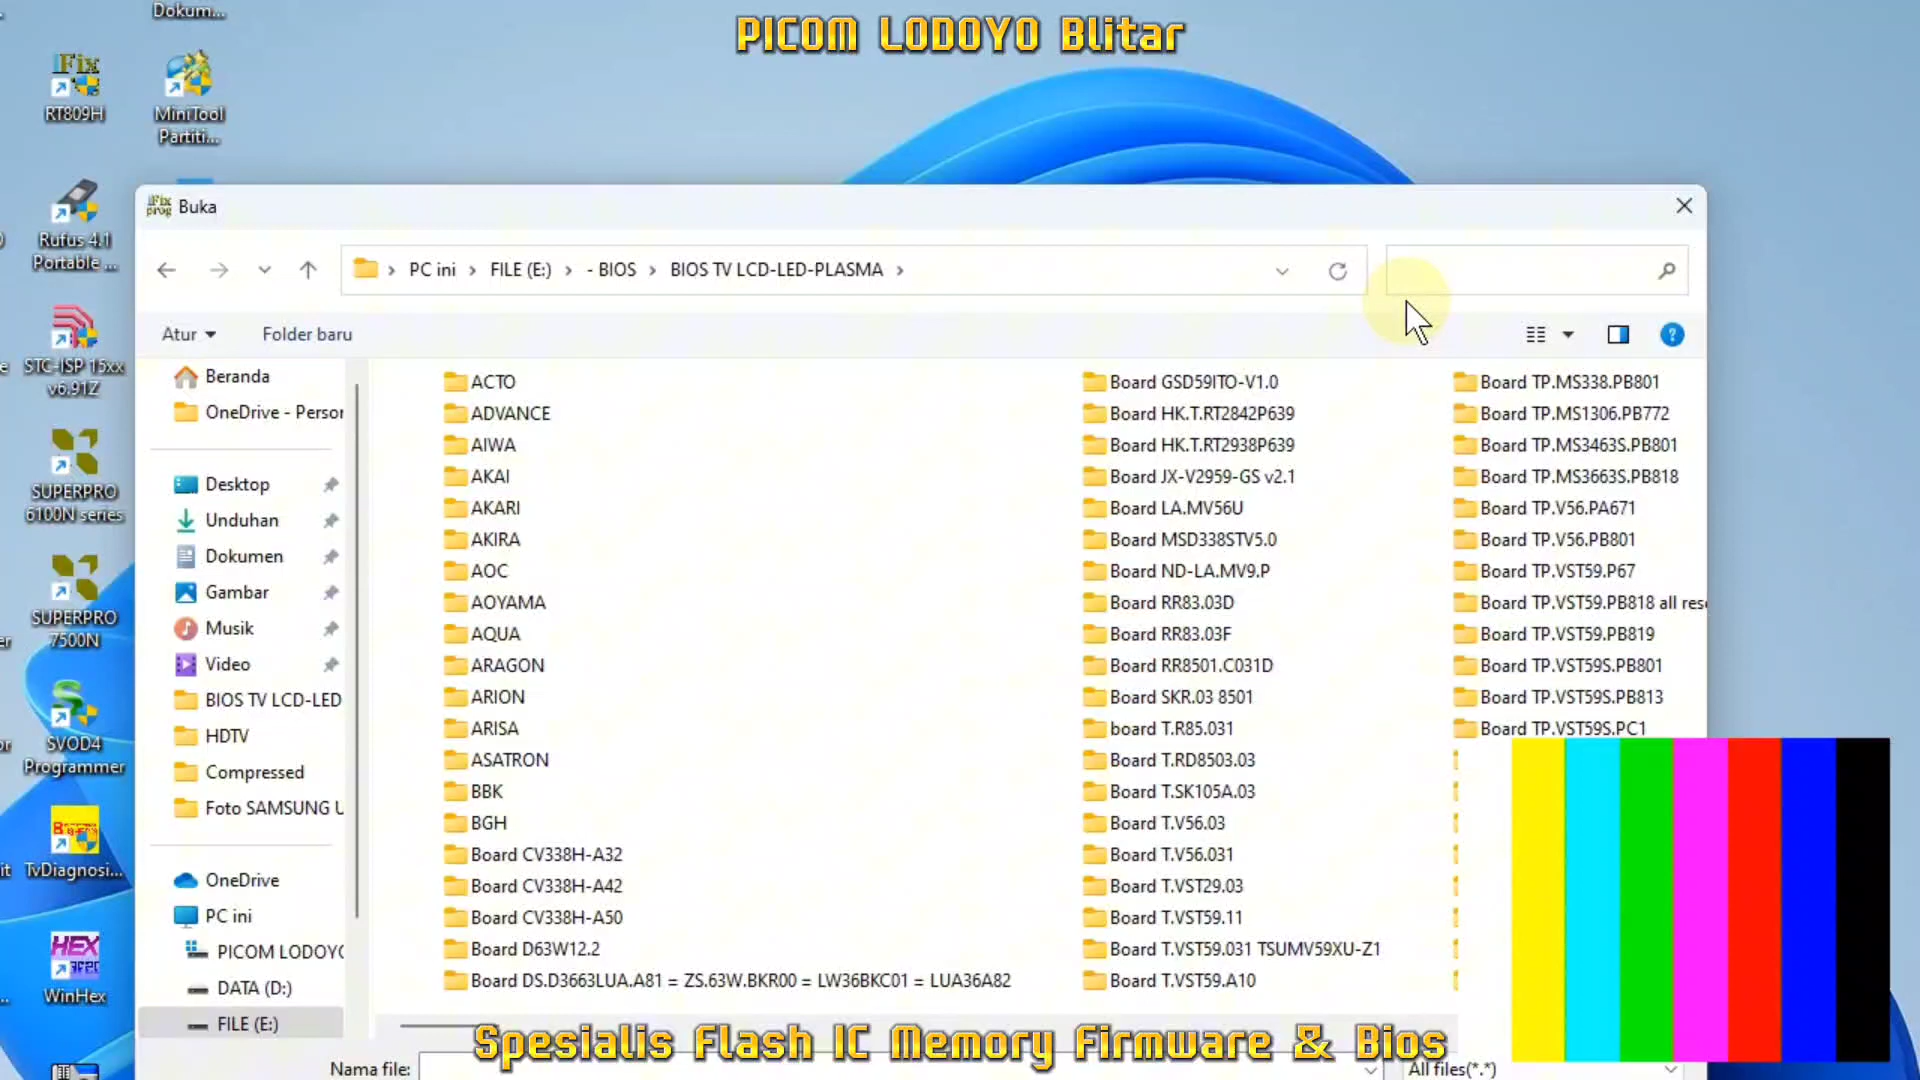 PICOM LODOYO Blitar
Dokum...
iFix
RT809H
MiniTool
Partiti...
Rufus 4.1
Portable ...
STC-ISP 15xx
v6.91Z
SUPERPRO
6100N series
SUPERPRO
7500N
SVOD4
Programmer
TvDiagnosi...
HEX
WinHex
iFix
prog
Buka
PC ini
FILE (E:)
- BIOS
BIOS TV LCD-LED-PLASMA
Atur
Folder baru
Beranda
OneDrive - Person
Desktop
Unduhan
Dokumen
Gambar
Musik
Video
BIOS TV LCD-LED
HDTV
Compressed
Foto SAMSUNG U
OneDrive
PC ini
PICOM LODOYO
DATA (D:)
FILE (E:)
ACTO
ADVANCE
AIWA
AKAI
AKARI
AKIRA
AOC
AOYAMA
AQUA
ARAGON
ARION
ARISA
ASATRON
BBK
BGH
Board CV338H-A32
Board CV338H-A42
Board CV338H-A50
Board D63W12.2
Board DS.D3663LUA.A81 = ZS.63W.BKR00 = LW36BKC01 = LUA36A82
Board GSD59ITO-V1.0
Board HK.T.RT2842P639
Board HK.T.RT2938P639
Board JX-V2959-GS v2.1
Board LA.MV56U
Board MSD338STV5.0
Board ND-LA.MV9.P
Board RR83.03D
Board RR83.03F
Board RR8501.C031D
Board SKR.03 8501
board T.R85.031
Board T.RD8503.03
Board T.SK105A.03
Board T.V56.03
Board T.V56.031
Board T.VST29.03
Board T.VST59.11
Board T.VST59.031 TSUMV59XU-Z1
Board T.VST59.A10
Board TP.MS338.PB801
Board TP.MS1306.PB772
Board TP.MS3463S.PB801
Board TP.MS3663S.PB818
Board TP.V56.PA671
Board TP.V56.PB801
Board TP.VST59.P67
Board TP.VST59.PB818 all res
Board TP.VST59.PB819
Board TP.VST59S.PB801
Board TP.VST59S.PB813
Board TP.VST59S.PC1
Nama file:
All files(*.*)
Spesialis Flash IC Memory Firmware & Bios